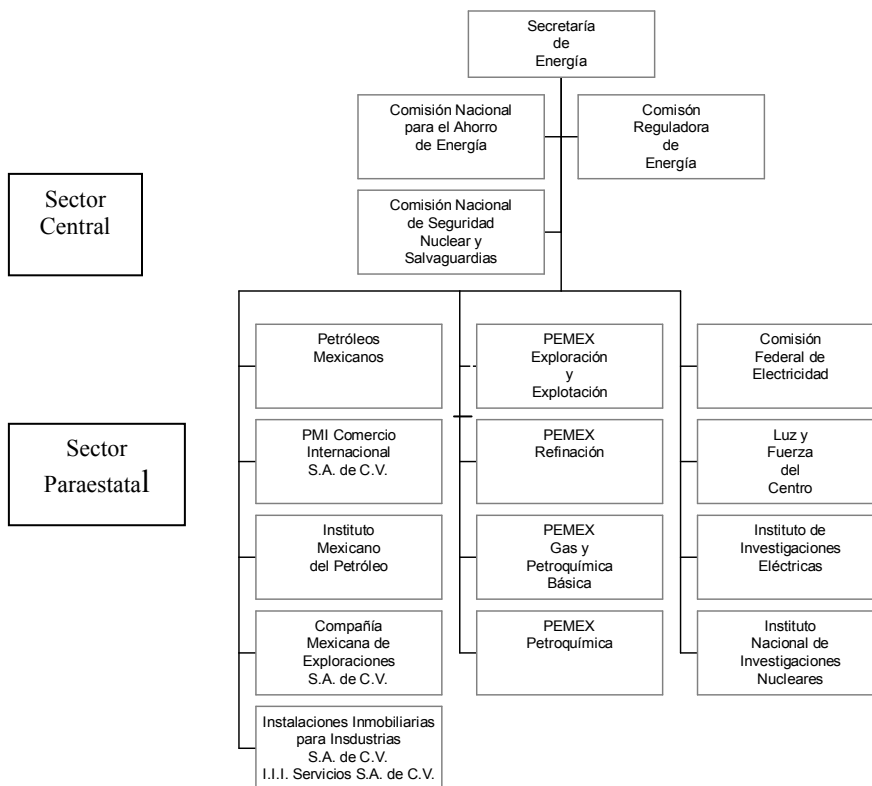 Secretaría
de
Energía
Comisión Nacional
para el Ahorro
de Energía
Comisón
Reguladora
de
Energía
Sector
Central
Comisión Nacional
de Seguridad
Nuclear y
Salvaguardias
Petróleos
Mexicanos
PEMEX
Exploración
y
Explotación
Comisión
Federal de
Electricidad
Sector
Paraestatal
PMI Comercio
Internacional
S.A. de C.V.
PEMEX
Refinación
Luz y
Fuerza
del
Centro
Instituto
Mexicano
del Petróleo
PEMEX
Gas y
Petroquímica
Básica
Instituto de
Investigaciones
Eléctricas
Compañía
Mexicana de
Exploraciones
S.A. de C.V.
PEMEX
Petroquímica
Instituto
Nacional de
Investigaciones
Nucleares
Instalaciones Inmobiliarias
para Insdustrias
S.A. de C.V.
I.I.I. Servicios S.A. de C.V.